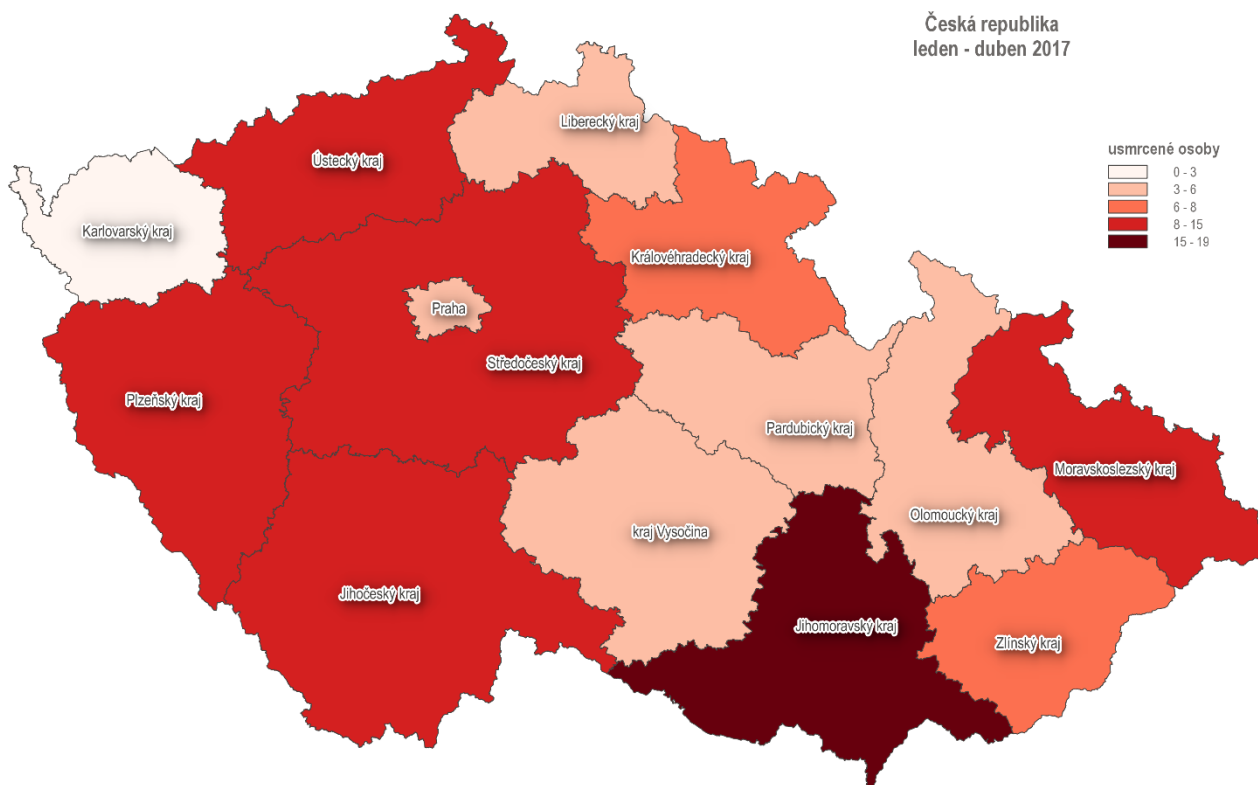 Česká republika
leden - duben 2017
usmrcené osoby
0 - 3
3 - 6
6 - 8
8 - 15
15 - 19
Liberecký kraj
Ústecký kraj
Karlovarský kraj
Královéhradecký kraj
Praha
Středočeský kraj
Plzeňský kraj
Pardubický kraj
Moravskoslezský kraj
Olomoucký kraj
kraj Vysočina
Jihočeský kraj
Jihomoravský kraj
Zlínský kraj